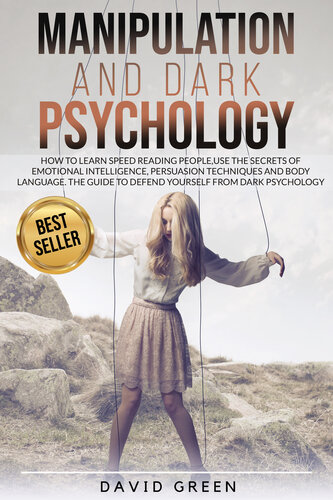 MANIPULATION
AND DARK
PSYCHOLOGY
HOW TO LEARN SPEED READING PEOPLE,USE THE SECRETS OF
EMOTIONAL INTELLIGENCE, PERSUASION TECHNIQUES AND BODY
LANGUAGE. THE GUIDE TO DEFEND YOURSELF FROM DARK PSYCHOLOGY
BEST
SELLER
DAVID GREEN